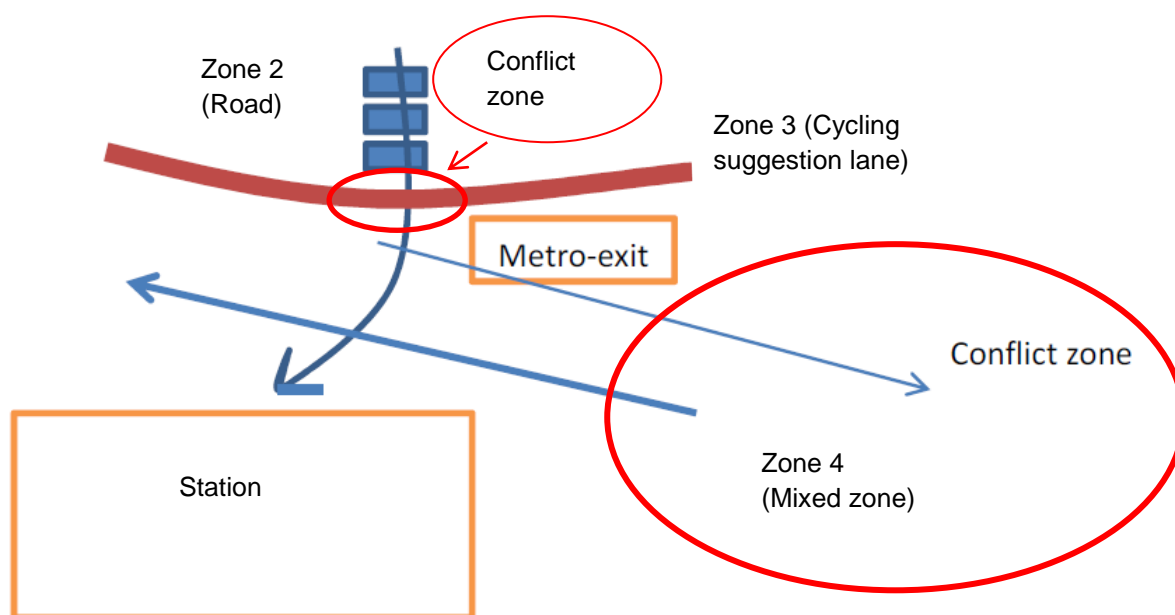 Zone 2
(Road)
Conflict
zone
Zone 3 (Cycling
suggestion lane)
Metro-exit
Conflict zone
Zone 4
(Mixed zone)
Station